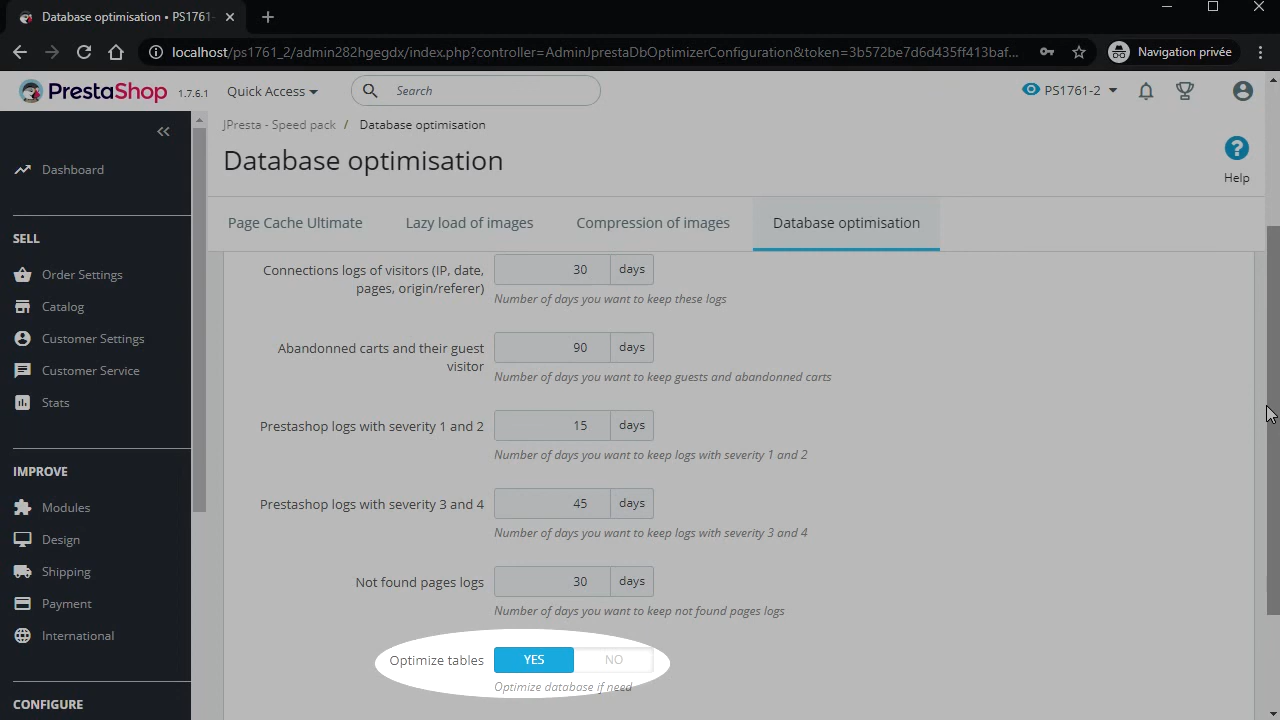 Database optimisation • PS1761-
localhost/ps1761_2/admin282hgegdx/index.php?controller=AdminJprestaDbOptimizerConfiguration&token=3b572be7d6d435ff413baf...
Navigation privée
PrestaShop 1.7.6.1
Quick Access
Search
PS1761-2
JPresta - Speed pack / Database optimisation
Database optimisation
Help
Page Cache Ultimate
Lazy load of images
Compression of images
Database optimisation
Dashboard
SELL
Order Settings
Catalog
Customer Settings
Customer Service
Stats
IMPROVE
Modules
Design
Shipping
Payment
International
CONFIGURE
Connections logs of visitors (IP, date,
pages, origin/referer)
30 days
Number of days you want to keep these logs
Abandonned carts and their guest
visitor
90 days
Number of days you want to keep guests and abandonned carts
Prestashop logs with severity 1 and 2
15 days
Number of days you want to keep logs with severity 1 and 2
Prestashop logs with severity 3 and 4
45 days
Number of days you want to keep logs with severity 3 and 4
Not found pages logs
30 days
Number of days you want to keep not found pages logs
Optimize tables
YES NO
Optimize database if need